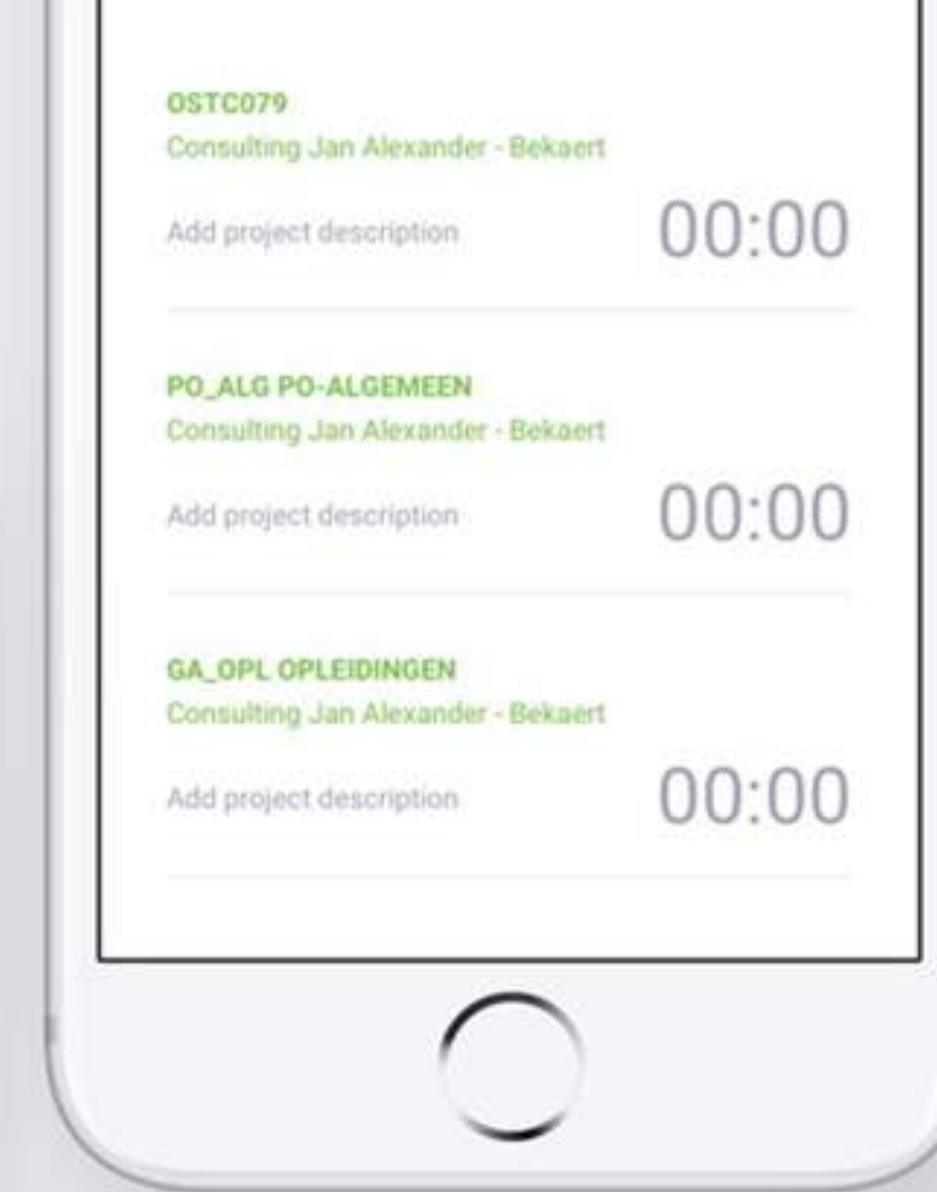 OSTC079
Consulting Jan Alexander - Bekaert
Add project description
00:00
PO_ALG PO-ALGEMEEN
Consulting Jan Alexander - Bekaert
Add project description
00:00
GA_OPL OPLEIDINGEN
Consulting Jan Alexander - Bekaert
Add project description
00:00